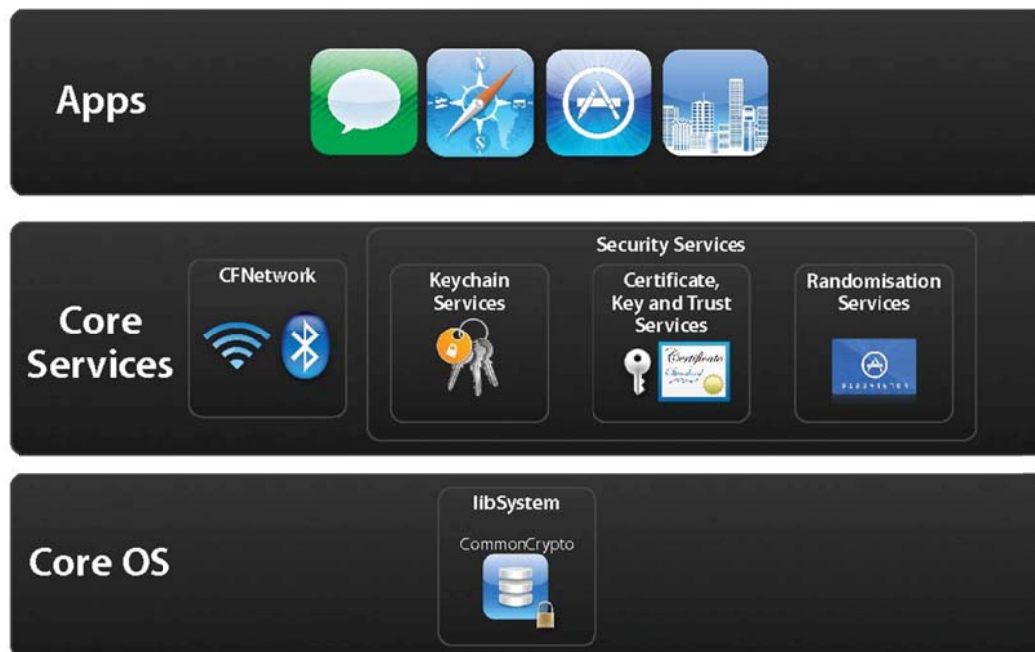 Apps
N
E
S
W
Core
Services
CFNetwork
Security Services
Keychain
Services
Certificate,
Key and Trust
Services
Certificate
Randomisation
Services
Core OS
libSystem
CommonCrypto